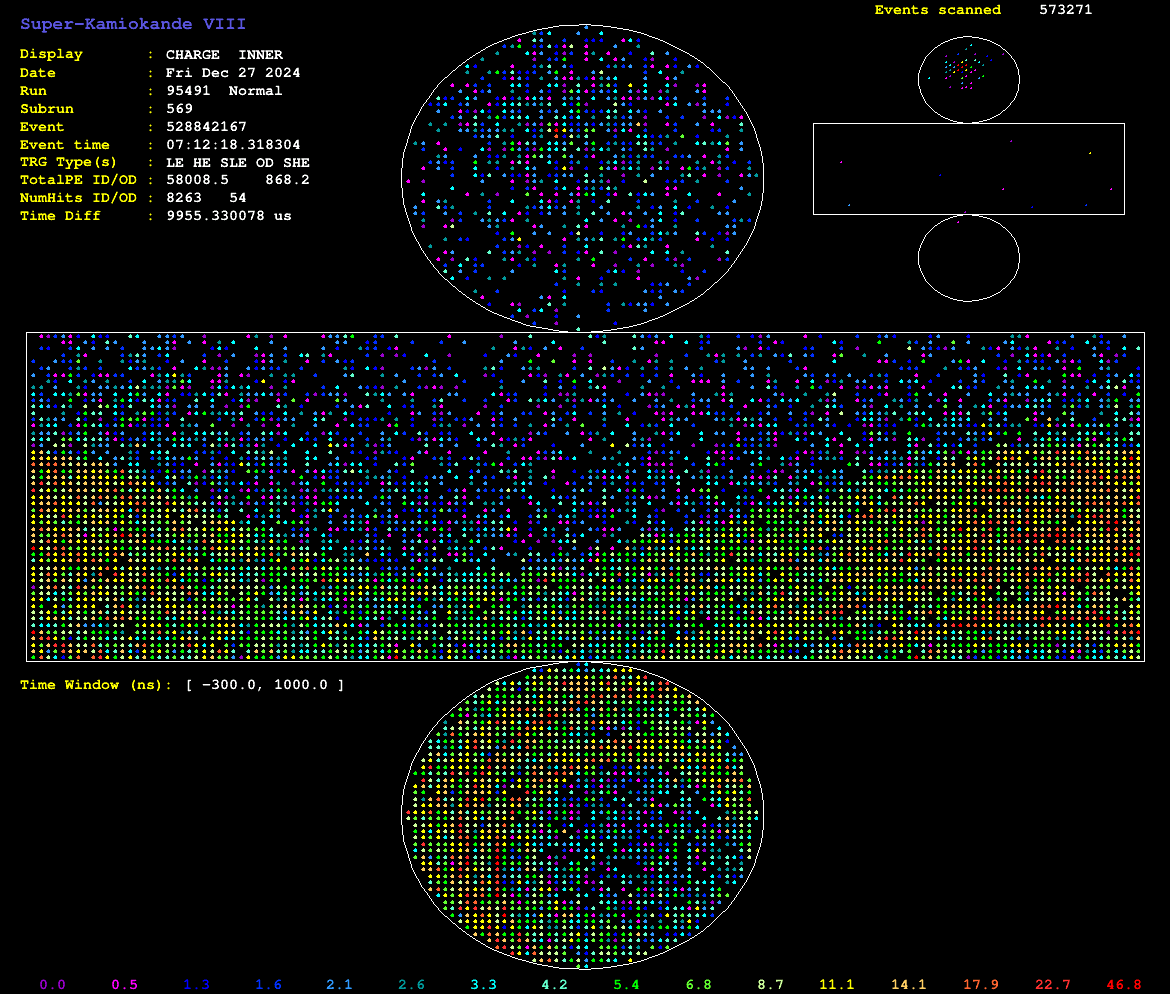 Super-Kamiokande VIII
Events scanned 573271
Display : CHARGE INNER
Date : Fri Dec 27 2024
Run : 95491 Normal
Subrun : 569
Event : 528842167
Event time : 07:12:18.318304
TRG Type(s) : LE HE SLE OD SHE
TotalPE ID/OD : 58008.5 868.2
NumHits ID/OD : 8263 54
Time Diff : 9955.330078 us
Time Window (ns): [ −300.0, 1000.0 ]
0.0 0.5 1.3 1.6 2.1 2.6 3.3 4.2 5.4 6.8 8.7 11.1 14.1 17.9 22.7 46.8